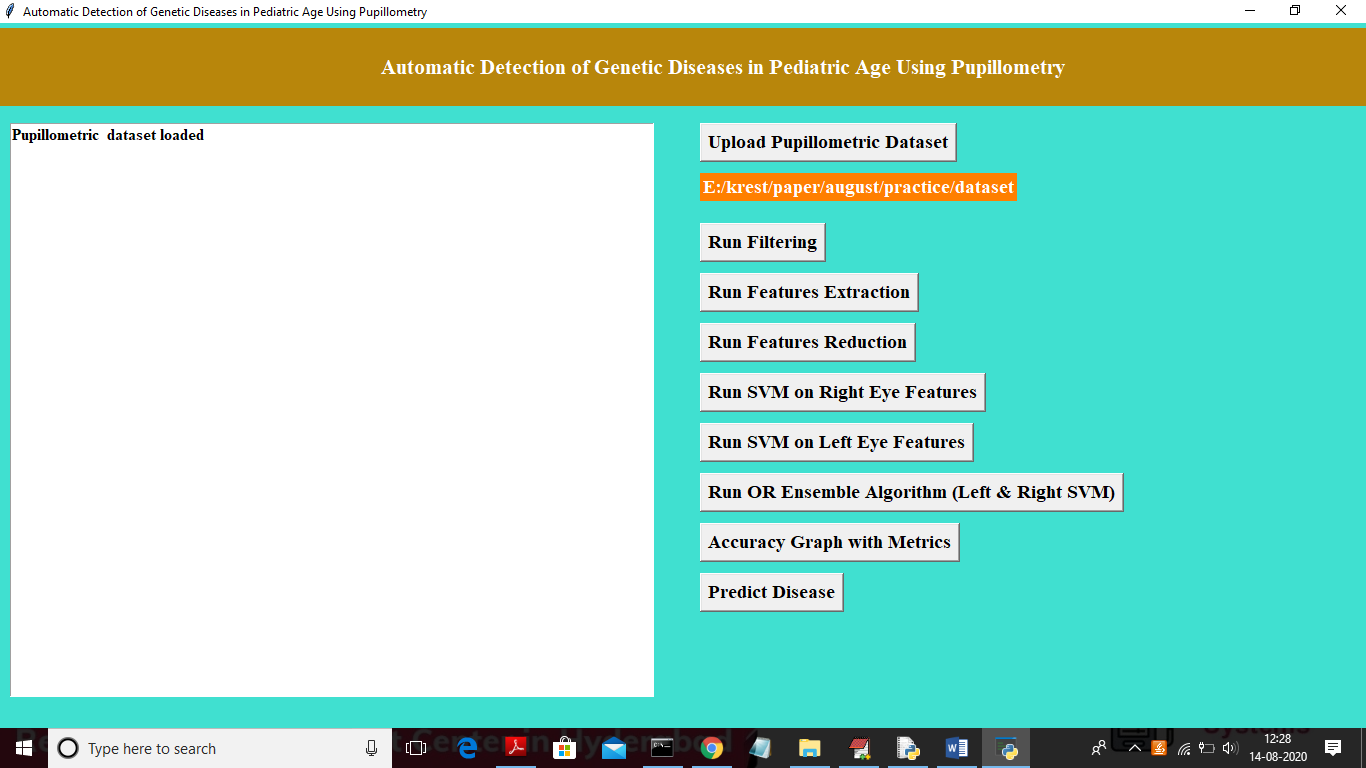 Automatic Detection of Genetic Diseases in Pediatric Age Using Pupillometry
Automatic Detection of Genetic Diseases in Pediatric Age Using Pupillometry
Pupillometric dataset loaded
Upload Pupillometric Dataset
E:/krest/paper/august/practice/dataset
Run Filtering
Run Features Extraction
Run Features Reduction
Run SVM on Right Eye Features
Run SVM on Left Eye Features
Run OR Ensemble Algorithm (Left & Right SVM)
Accuracy Graph with Metrics
Predict Disease
Type here to search
12:28
14-08-2020